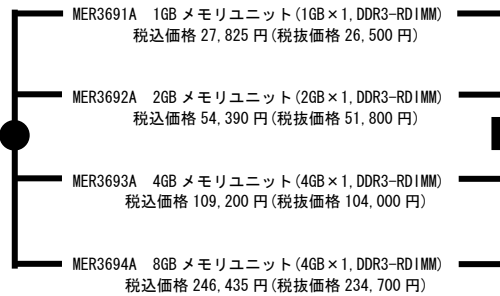 MER3691A 1GB メモリユニット(1GB×1,DDR3-RDIMM)
税込価格 27,825 円(税抜価格 26,500 円)
MER3692A 2GB メモリユニット(2GB×1,DDR3-RDIMM)
税込価格 54,390 円(税抜価格 51,800 円)
MER3693A 4GB メモリユニット(4GB×1,DDR3-RDIMM)
税込価格 109,200 円(税抜価格 104,000 円)
MER3694A 8GB メモリユニット(4GB×1,DDR3-RDIMM)
税込価格 246,435 円(税抜価格 234,700 円)